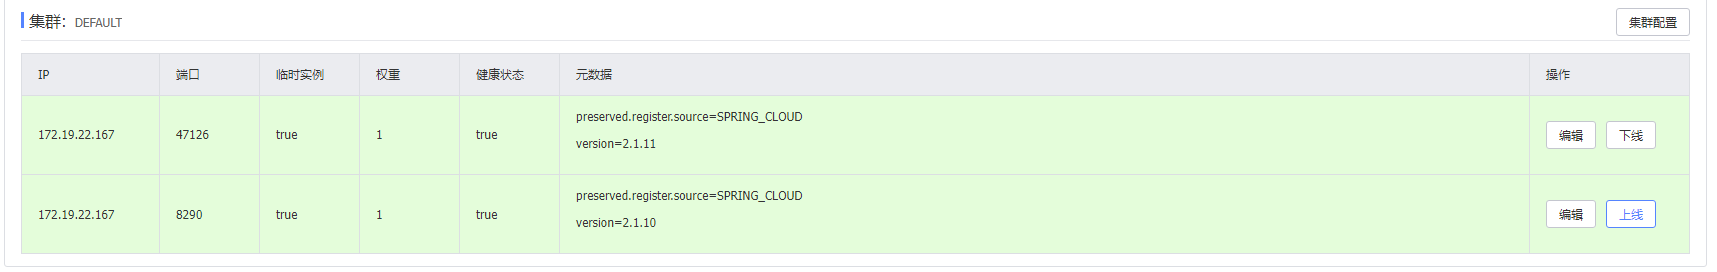 集群： DEFAULT
集群配置
IP 端口 临时实例 权重 健康状态 元数据 操作
172.19.22.167 47126 true 1 true preserved.register.source=SPRING_CLOUD
version=2.1.11
编辑 下线
172.19.22.167 8290 true 1 true preserved.register.source=SPRING_CLOUD
version=2.1.10
编辑 上线